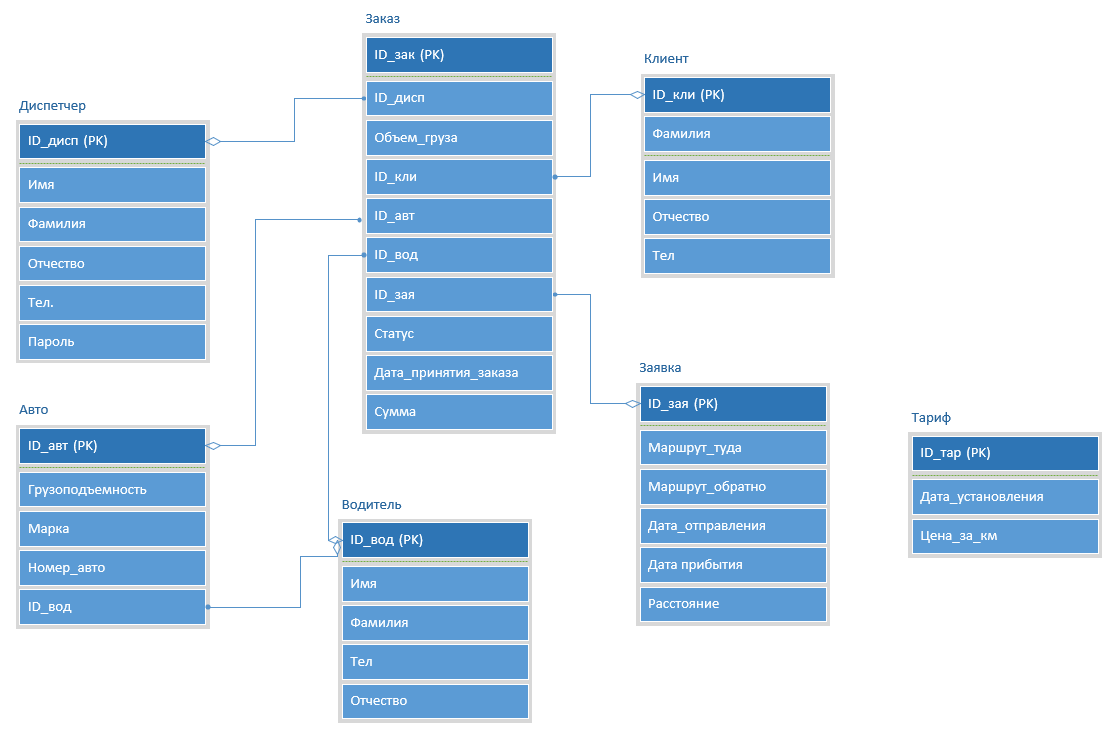 Заказ
ID_зак (PK)
ID_дисп
Объем_груза
ID_кли
ID_авт
ID_вод
ID_зая
Статус
Дата_принятия_заказа
Сумма
Клиент
ID_кли (PK)
Фамилия
Имя
Отчество
Тел
Диспетчер
ID_дисп (PK)
Имя
Фамилия
Отчество
Тел.
Пароль
Авто
ID_авт (PK)
Грузоподъемность
Марка
Номер_авто
ID_вод
Водитель
ID_вод (PK)
Имя
Фамилия
Тел
Отчество
Заявка
ID_зая (PK)
Маршрут_туда
Маршрут_обратно
Дата_отправления
Дата прибытия
Расстояние
Тариф
ID_тар (PK)
Дата_установления
Цена_за_км